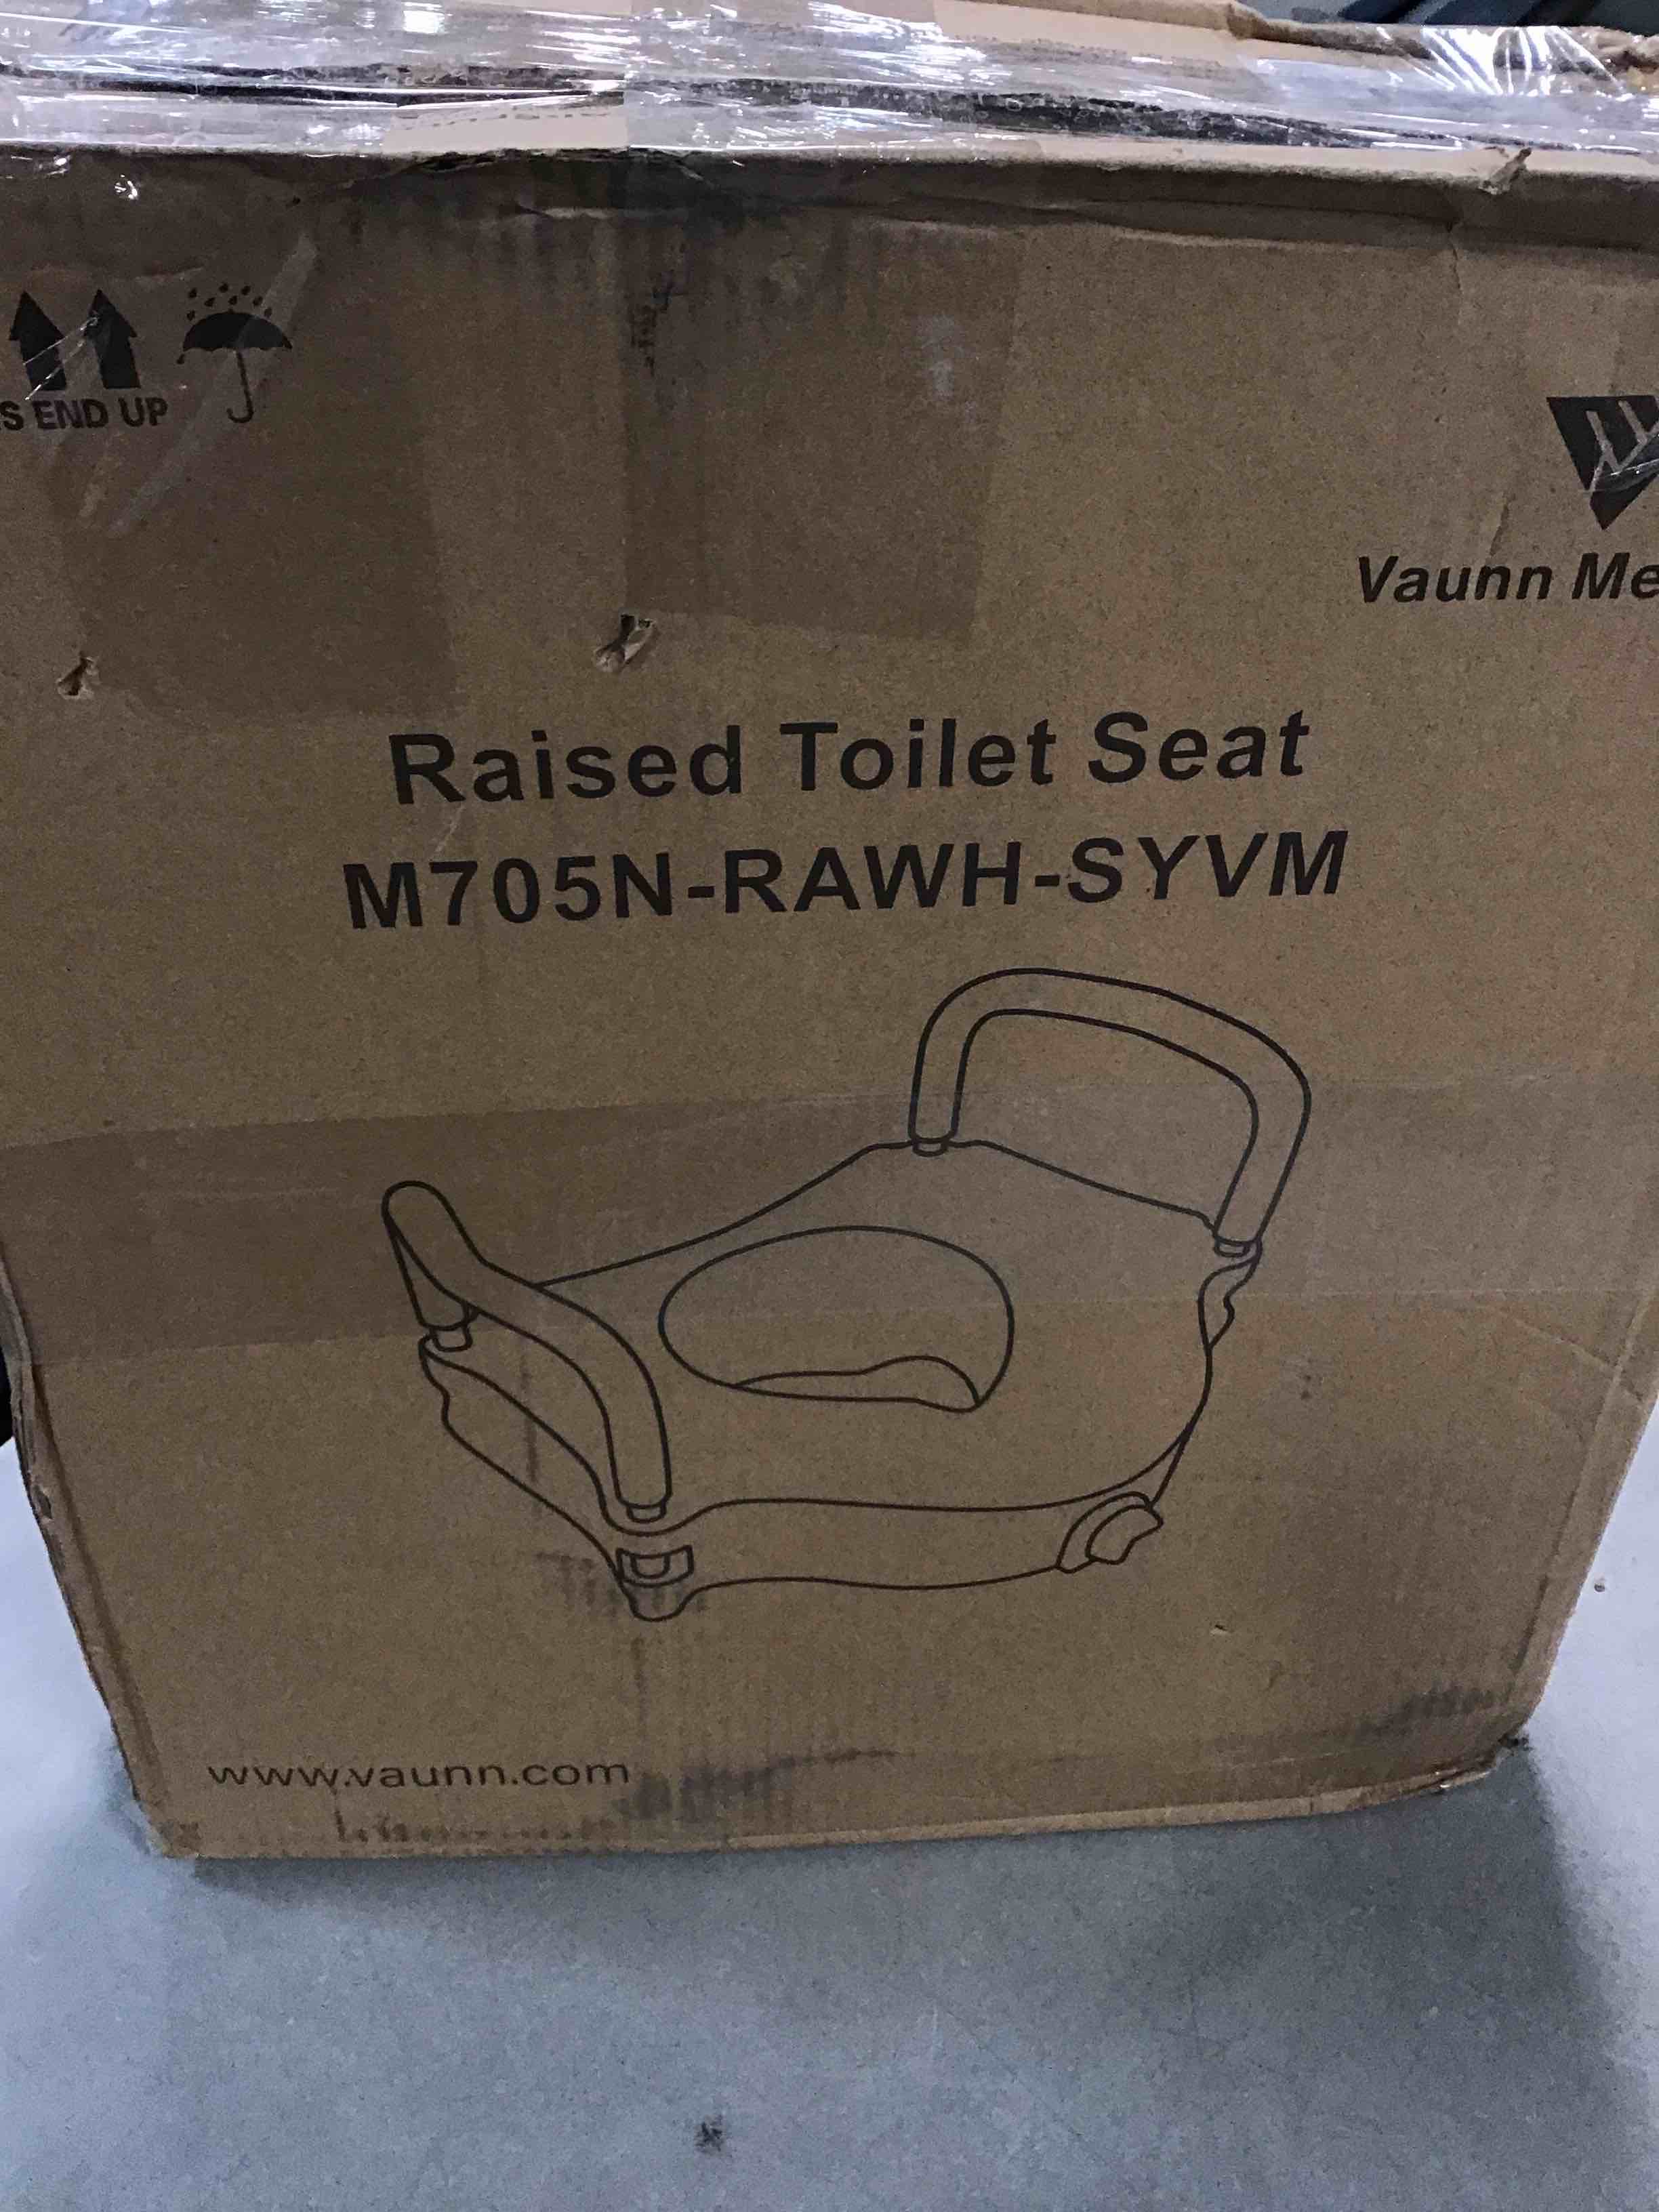 S END UP
Vaunn Me
Raised Toilet Seat
M705N-RAWH-SYVM
www.vaunn.com